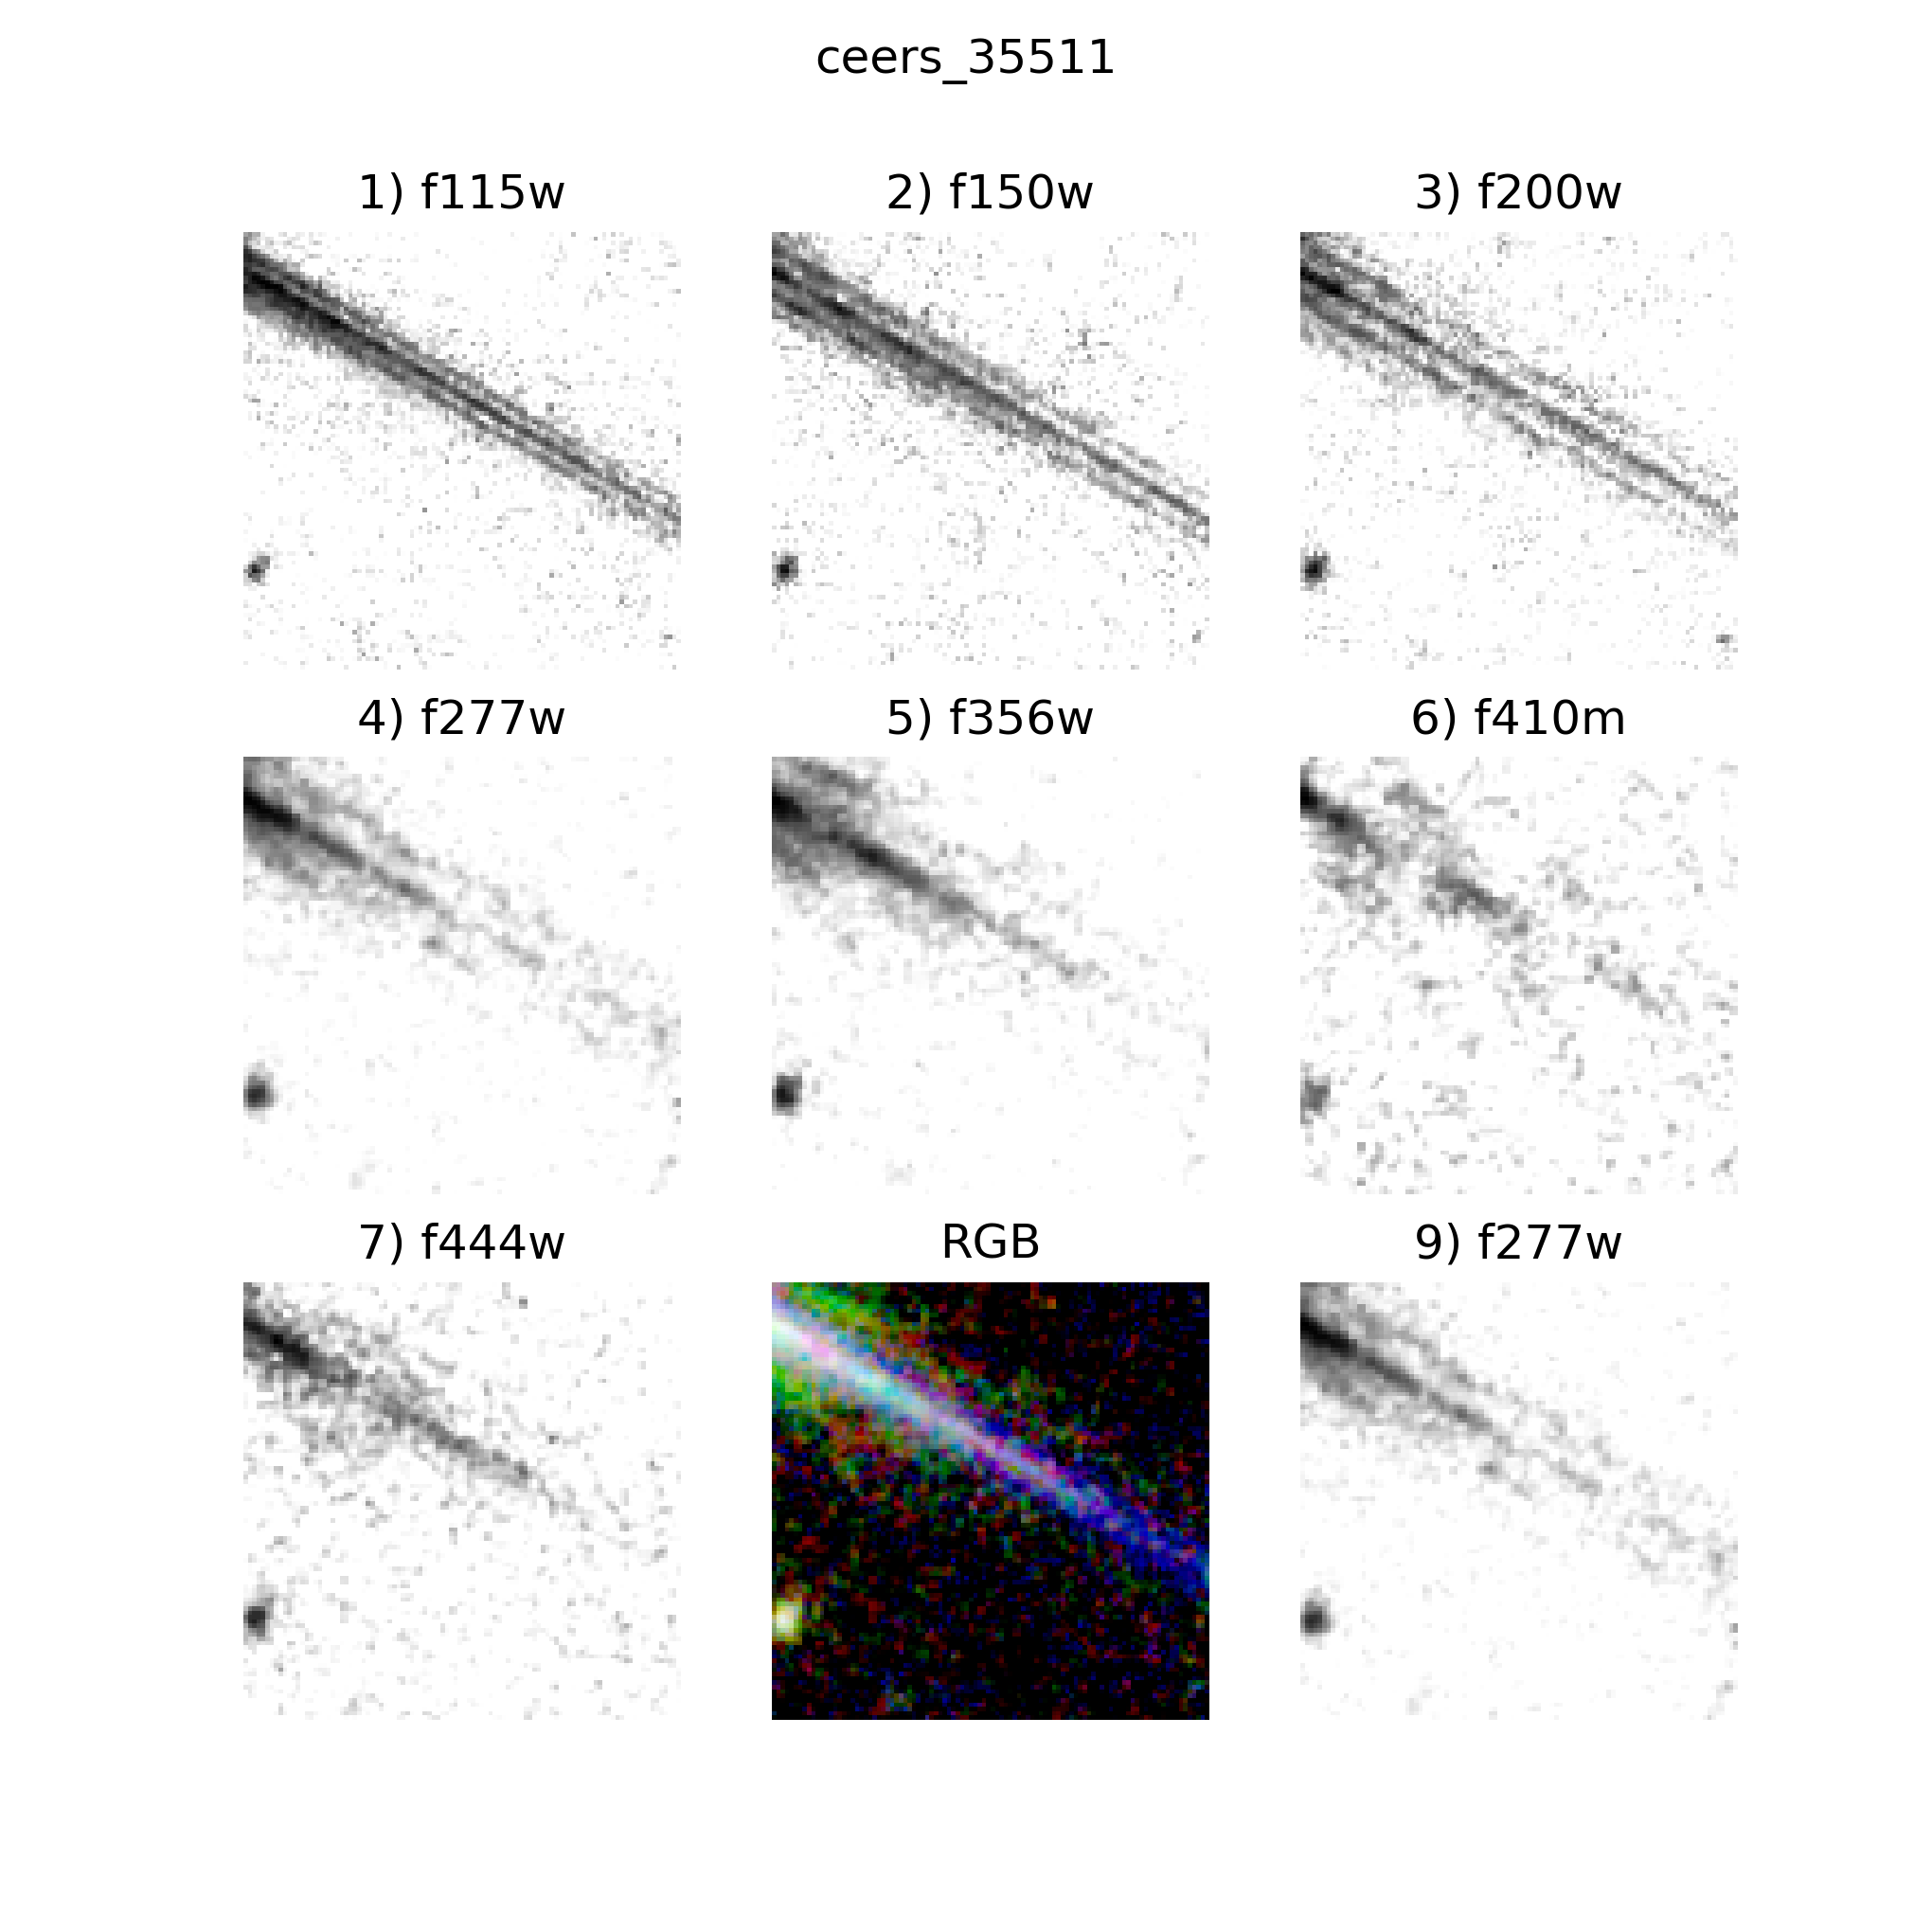 ceers_35511
1) f115w
2) f150w
3) f200w
4) f277w
5) f356w
6) f410m
7) f444w
RGB
9) f277w